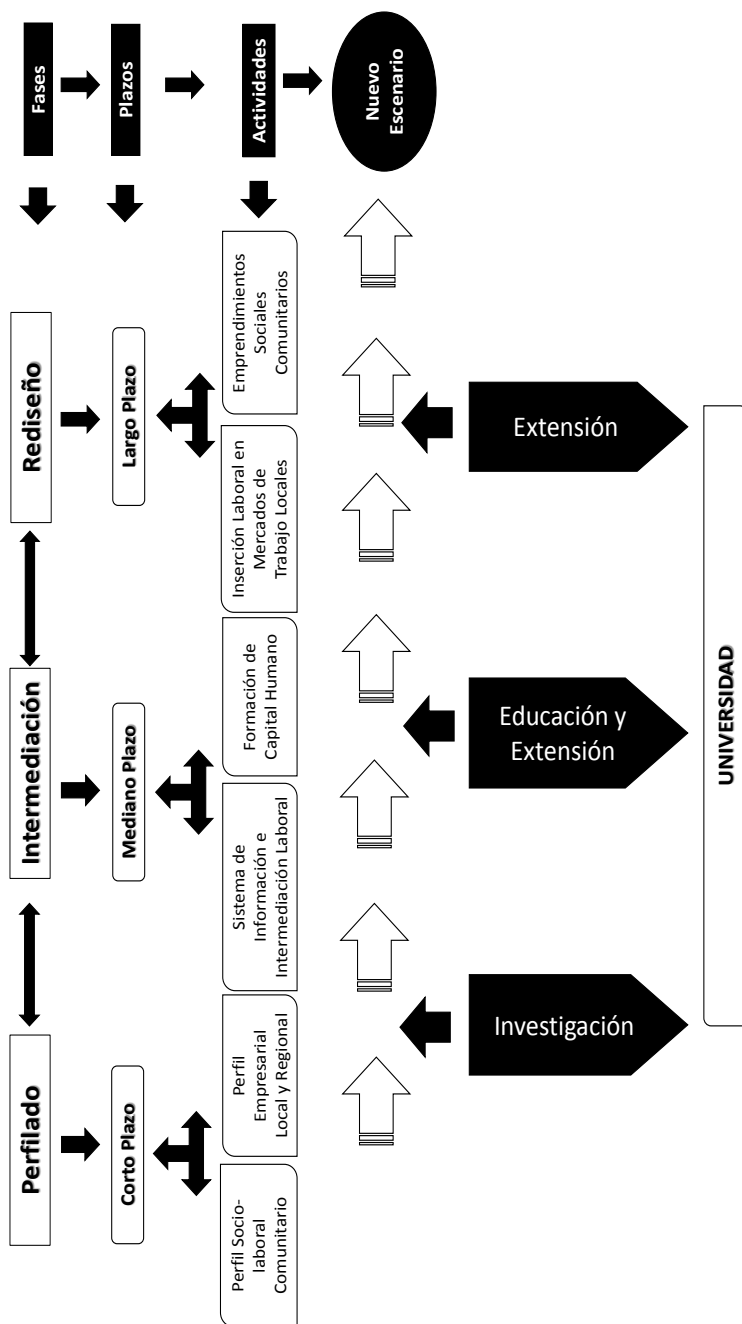 Perfilado
Intermediación
Rediseño
Fases
Corto Plazo
Mediano Plazo
Largo Plazo
Plazos
Perfil Socio-
laboral
Comunitario
Perfil
Empresarial
Local y Regional
Sistema de
Información e
Intermediación Laboral
Formación de
Capital Humano
Inserción Laboral en
Mercados de
Trabajo Locales
Emprendimientos
Sociales
Comunitarios
Actividades
Nuevo
Escenario
Investigación
Educación y
Extensión
Extensión
UNIVERSIDAD